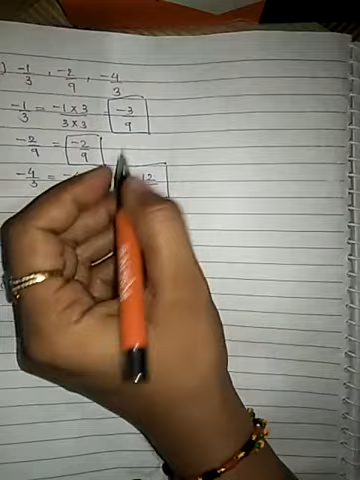 ) -1/3 , -2/9 , -4/3
-1/3 = -1 x 3 / 3 x 3 = -3/9
-2/9 = -2/9
-4/3 = -12